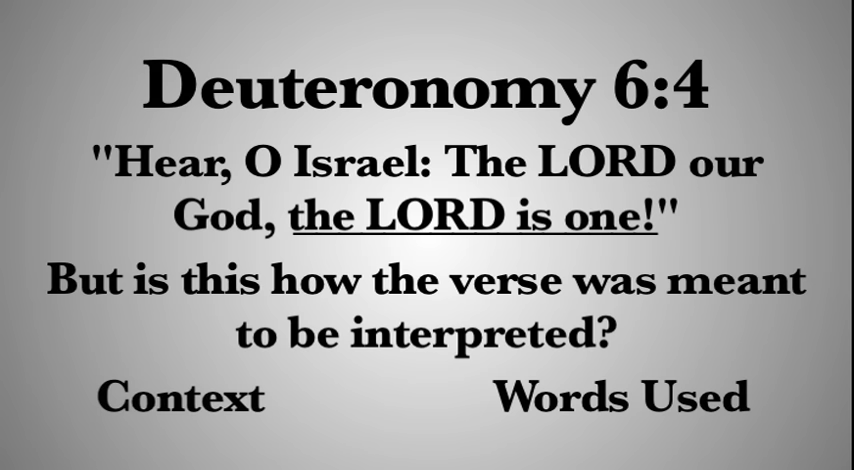 Deuteronomy 6:4
"Hear, O Israel: The LORD our
God, the LORD is one!"
But is this how the verse was meant
to be interpreted?
Context Words Used